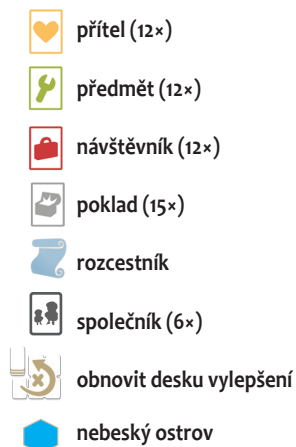 přítel (12×)
předmět (12×)
návštěvník (12×)
poklad (15×)
rozcestník
společník (6×)
obnovit desku vylepšení
nebeský ostrov